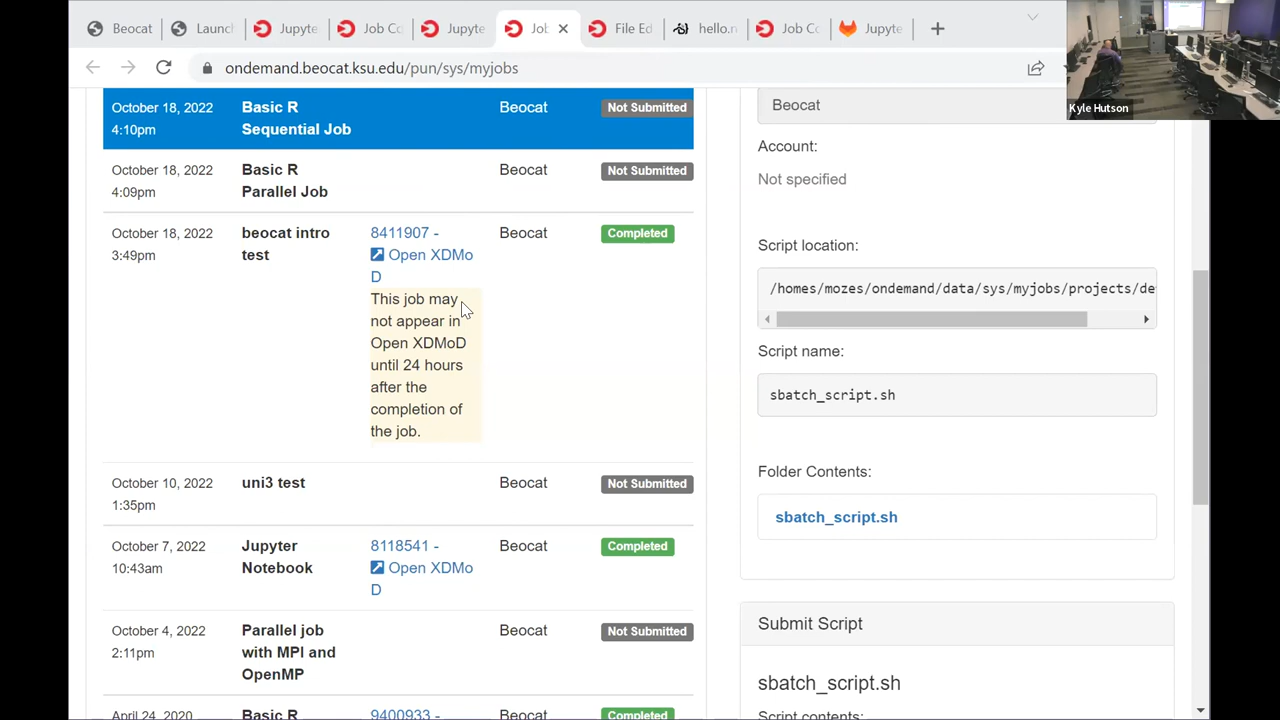 Beocat
Launc
Jupyte
Job Co
Jupyte
Job
File Ed
hello.n
Job Co
Jupyte
ondemand.beocat.ksu.edu/pun/sys/myjobs
Kyle Hutson
October 18, 2022
4:10pm
Basic R
Sequential Job
Beocat
Not Submitted
October 18, 2022
4:09pm
Basic R
Parallel Job
Beocat
Not Submitted
October 18, 2022
3:49pm
beocat intro
test
8411907 -
Open XDMo
D
This job may
not appear in
Open XDMoD
until 24 hours
after the
completion of
the job.
Beocat
Completed
October 10, 2022
1:35pm
uni3 test
Beocat
Not Submitted
October 7, 2022
10:43am
Jupyter
Notebook
8118541 -
Open XDMo
D
Beocat
Completed
October 4, 2022
2:11pm
Parallel job
with MPI and
OpenMP
Beocat
Not Submitted
April 24, 2020
Basic R
9400933 -
Beocat
Completed
Beocat
Account:
Not specified
Script location:
/homes/mozes/ondemand/data/sys/myjobs/projects/de
Script name:
sbatch_script.sh
Folder Contents:
sbatch_script.sh
Submit Script
sbatch_script.sh
Script contents: